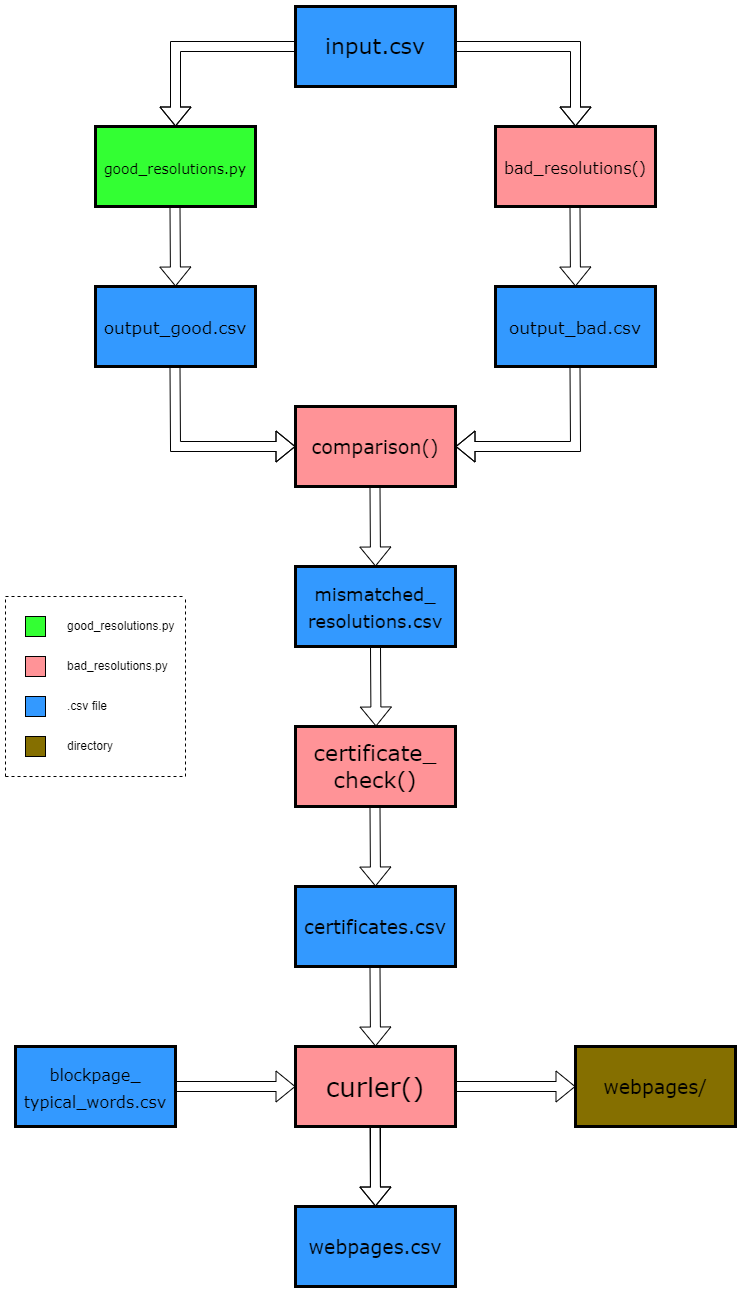 input.csv
good_resolutions.py
bad_resolutions()
output_good.csv
output_bad.csv
comparison()
mismatched_
resolutions.csv
good_resolutions.py
bad_resolutions.py
.csv file
directory
certificate_
check()
certificates.csv
blockpage_
typical_words.csv
curler()
webpages/
webpages.csv